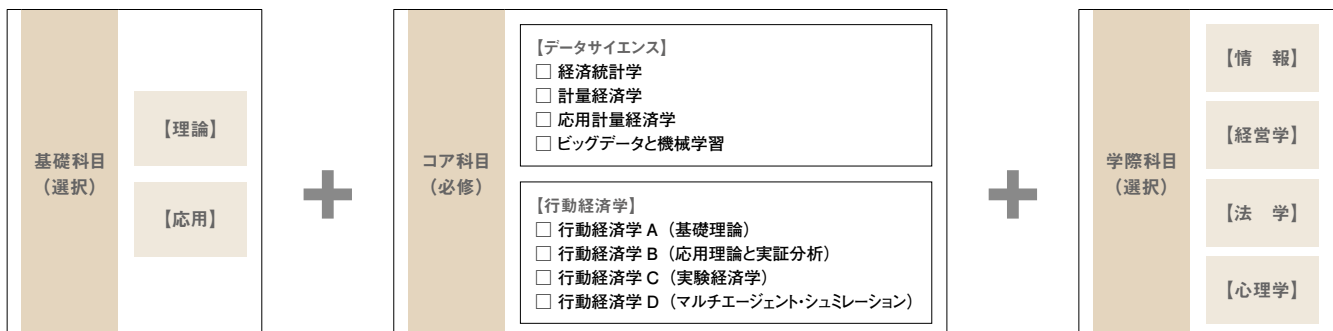 基礎科目
（選択）
【理論】
【応用】
＋
コア科目
（必修）
【データサイエンス】
□ 経済統計学
□ 計量経済学
□ 応用計量経済学
□ ビッグデータと機械学習
【行動経済学】
□ 行動経済学 A（基礎理論）
□ 行動経済学 B（応用理論と実証分析）
□ 行動経済学 C（実験経済学）
□ 行動経済学 D（マルチエージェント・シュミレーション）
＋
学際科目
（選択）
【情　報】
【経営学】
【法　学】
【心理学】